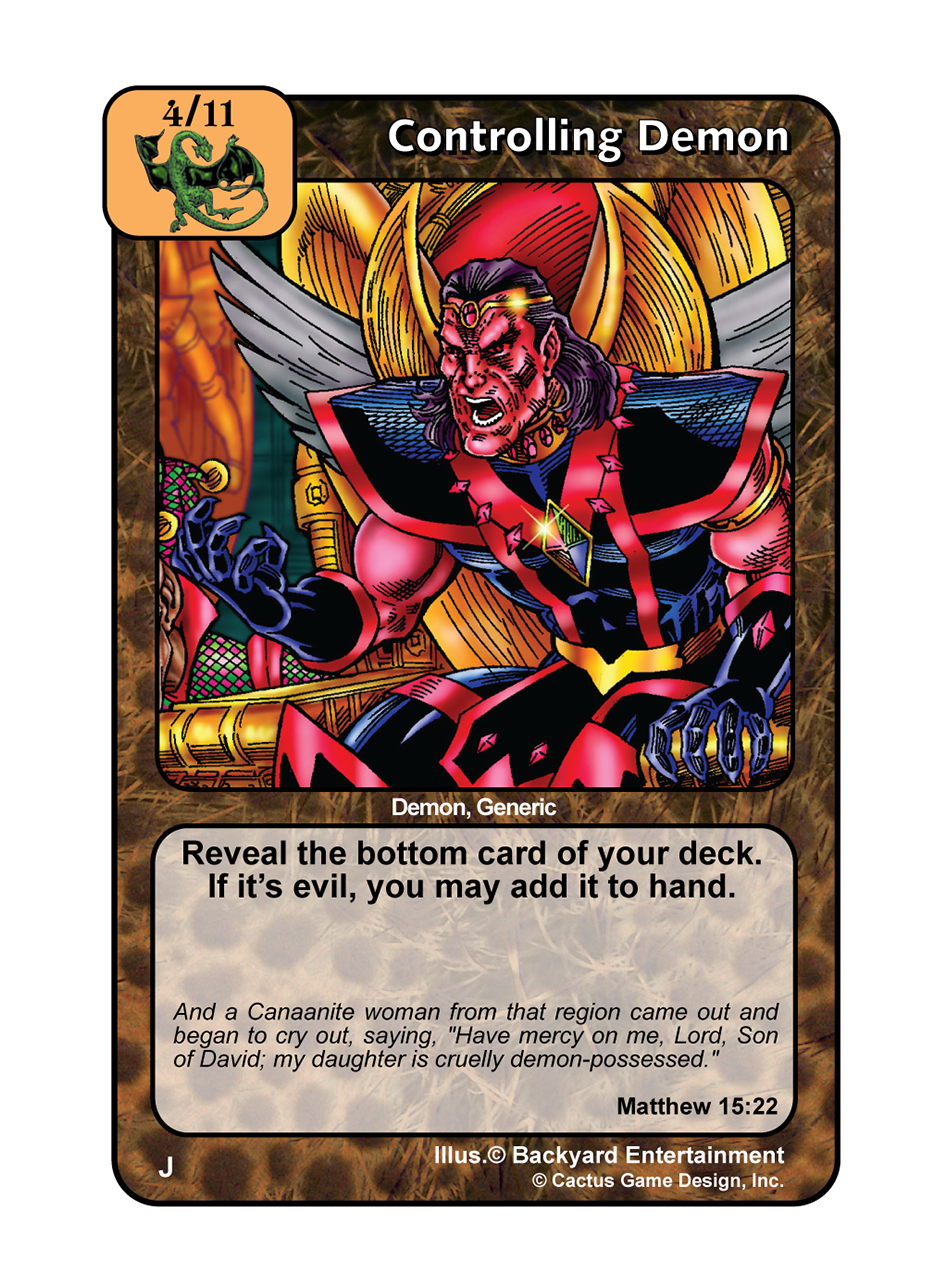 4/11
Controlling Demon
Demon, Generic
Reveal the bottom card of your deck.
If it's evil, you may add it to hand.
And a Canaanite woman from that region came out and
began to cry out, saying, "Have mercy on me, Lord, Son
of David; my daughter is cruelly demon-possessed."
Matthew 15:22
J
Illus.© Backyard Entertainment
© Cactus Game Design, Inc.